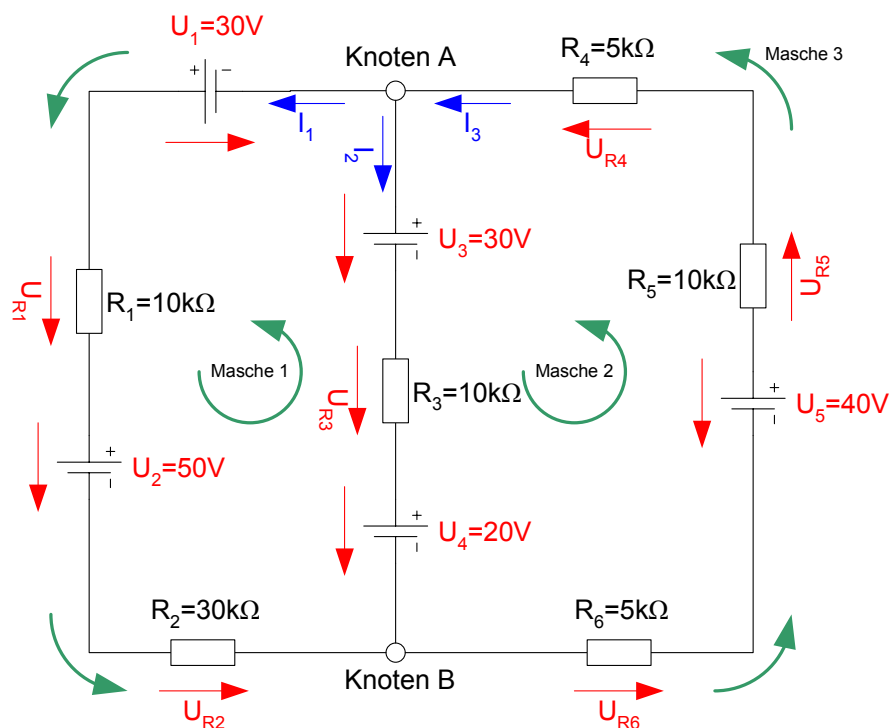 U1=30V
Knoten A
R4=5kΩ
Masche 3
+ −
I1
I2
I3
UR4
+
U3=30V
−
UR1
R1=10kΩ
R5=10kΩ
UR5
Masche 1
Masche 2
UR3
R3=10kΩ
+
U5=40V
−
+
U2=50V
−
+
U4=20V
−
R2=30kΩ
R6=5kΩ
Knoten B
UR2
UR6